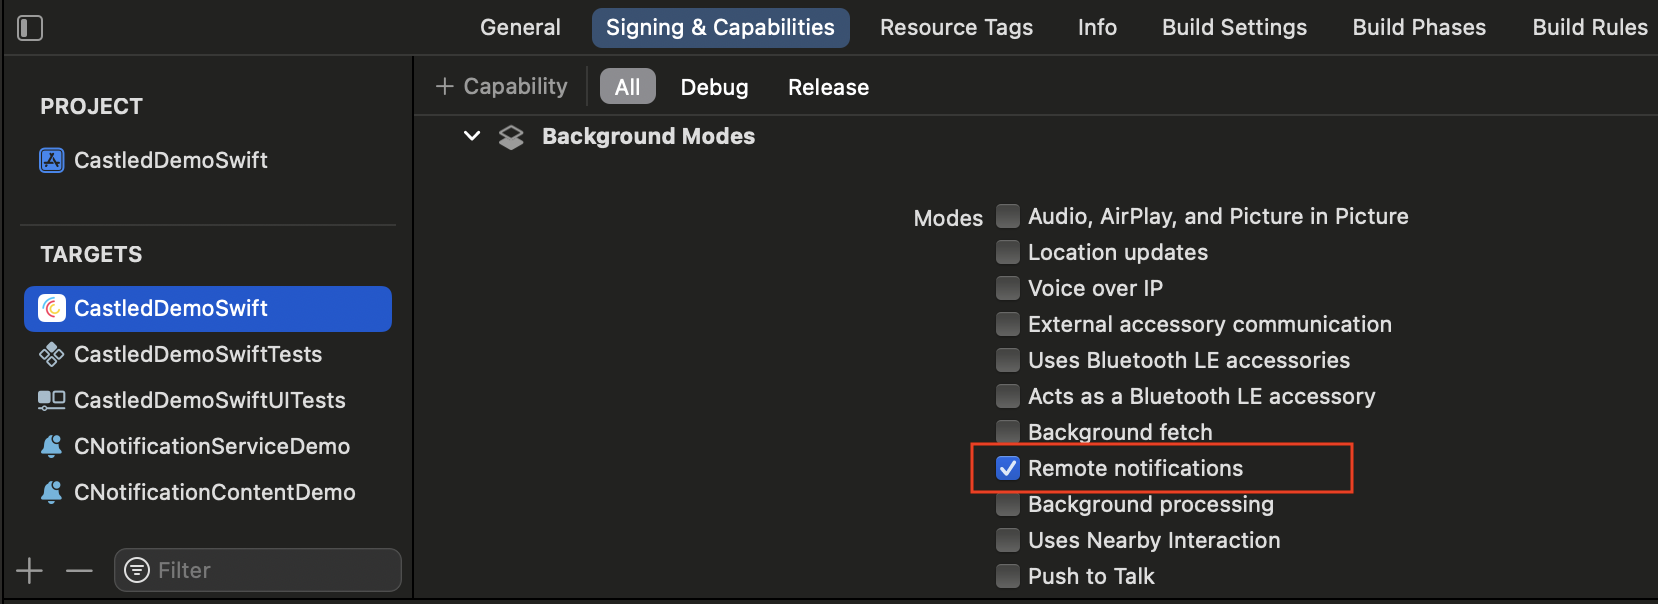 General Signing & Capabilities Resource Tags Info Build Settings Build Phases Build Rules
PROJECT
CastledDemoSwift
TARGETS
CastledDemoSwift
CastledDemoSwiftTests
CastledDemoSwiftUITests
CNotificationServiceDemo
CNotificationContentDemo
Filter
+ Capability All Debug Release
Background Modes
Modes Audio, AirPlay, and Picture in Picture
Location updates
Voice over IP
External accessory communication
Uses Bluetooth LE accessories
Acts as a Bluetooth LE accessory
Background fetch
Remote notifications
Background processing
Uses Nearby Interaction
Push to Talk